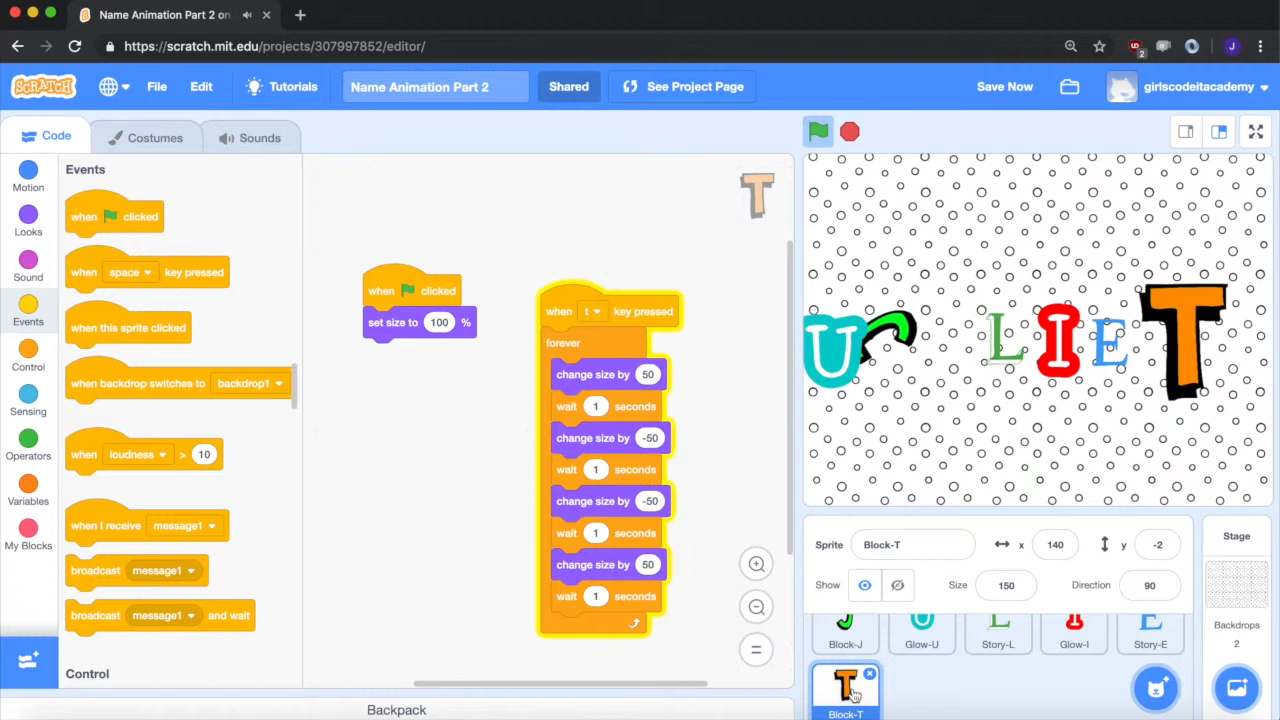 Name Animation Part 2 on
https://scratch.mit.edu/projects/307997852/editor/
2
J
SCRATCH
File
Edit
Tutorials
Name Animation Part 2
Shared
See Project Page
Save Now
girlscodeitacademy
Code
Costumes
Sounds
Motion
Looks
Sound
Events
Control
Sensing
Operators
Variables
My Blocks
Events
when clicked
when space key pressed
when this sprite clicked
when backdrop switches to backdrop1
when loudness > 10
when I receive message1
broadcast message1
broadcast message1 and wait
Control
when clicked
set size to 100 %
T
when t key pressed
forever
change size by 50
wait 1 seconds
change size by -50
wait 1 seconds
change size by -50
wait 1 seconds
change size by 50
wait 1 seconds
Backpack
U J L I E T
Sprite Block-T x 140 y -2
Show Size 150 Direction 90
J U L I E
Block-J Glow-U Story-L Glow-I Story-E
T
Block-T
Stage
Backdrops
2